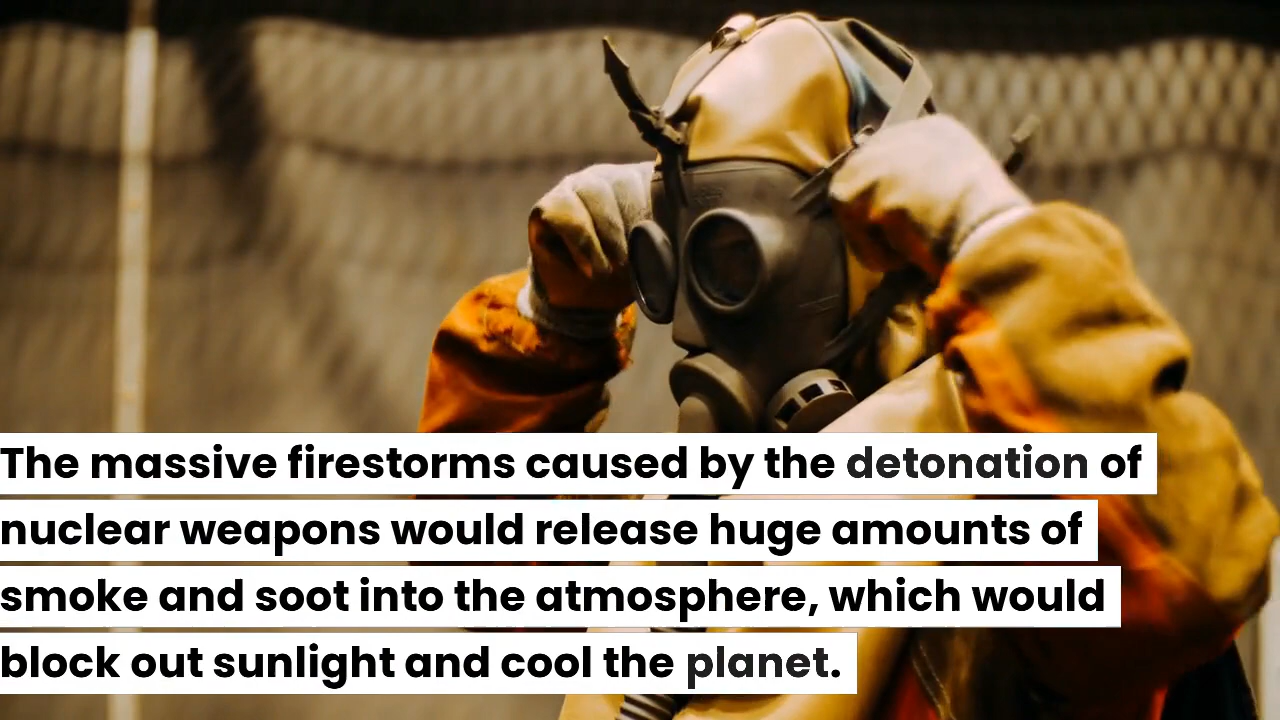 The massive firestorms caused by the detonation of
nuclear weapons would release huge amounts of
smoke and soot into the atmosphere, which would
block out sunlight and cool the planet.